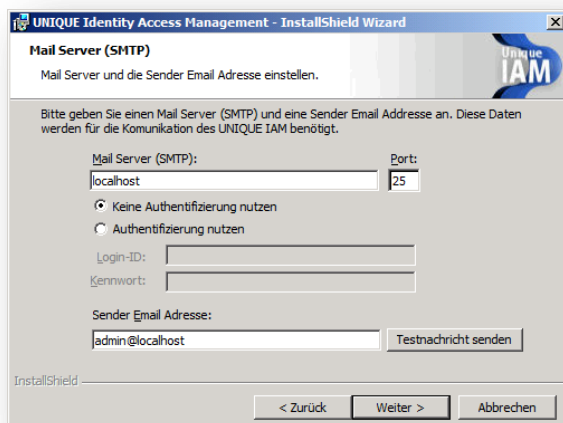 UNIQUE Identity Access Management - InstallShield Wizard
Mail Server (SMTP)
Mail Server und die Sender Email Adresse einstellen.
Unique
IAM
Bitte geben Sie einen Mail Server (SMTP) und eine Sender Email Addresse an. Diese Daten
werden für die Komunikation des UNIQUE IAM benötigt.
Mail Server (SMTP): Port:
localhost 25
Keine Authentifizierung nutzen
Authentifizierung nutzen
Login-ID:
Kennwort:
Sender Email Adresse:
admin@localhost Testnachricht senden
InstallShield
< Zurück Weiter > Abbrechen